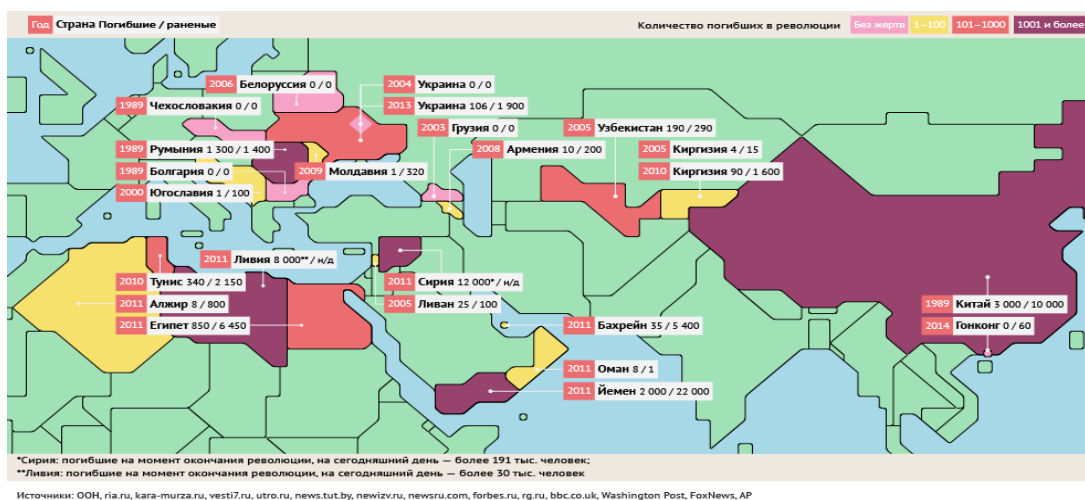 Год Страна Погибшие / раненые
Количество погибших в революции Без жертв 1–100 101–1000 1001 и более
2006 Белоруссия 0 / 0
2004 Украина 0 / 0
1989 Чехословакия 0 / 0
2013 Украина 106 / 1 900
2003 Грузия 0 / 0
2005 Узбекистан 190 / 290
1989 Румыния 1 300 / 1 400
2008 Армения 10 / 200
2005 Киргизия 4 / 15
1989 Болгария 0 / 0
2009 Молдавия 1 / 320
2010 Киргизия 90 / 1 600
2000 Югославия 1 / 100
2011 Ливия 8 000** / н/д
2010 Тунис 340 / 2 150
2011 Сирия 12 000* / н/д
2011 Алжир 8 / 800
2005 Ливан 25 / 100
1989 Китай 3 000 / 10 000
2011 Египет 850 / 6 450
2011 Бахрейн 35 / 5 400
2014 Гонконг 0 / 60
2011 Оман 8 / 1
2011 Йемен 2 000 / 22 000
*Сирия: погибшие на момент окончания революции, на сегодняшний день — более 191 тыс. человек;
**Ливия: погибшие на момент окончания революции, на сегодняшний день — более 30 тыс. человек
Источники: ООН, ria.ru, kara-murza.ru, vesti7.ru, utro.ru, news.tut.by, newizv.ru, newsru.com, forbes.ru, rg.ru, bbc.co.uk, Washington Post, FoxNews, AP